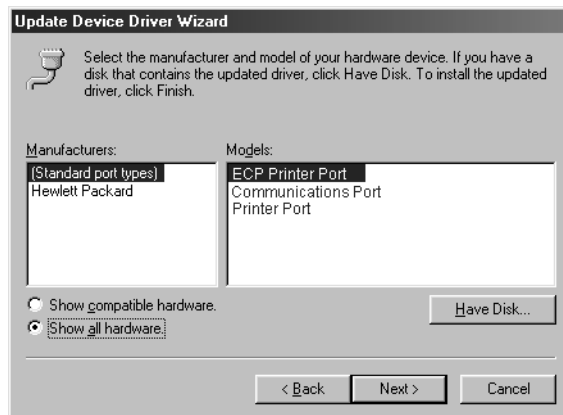 Update Device Driver Wizard
Select the manufacturer and model of your hardware device. If you have a
disk that contains the updated driver, click Have Disk. To install the updated
driver, click Finish.
Manufacturers:
(Standard port types)
Hewlett Packard
Models:
ECP Printer Port
Communications Port
Printer Port
Show compatible hardware.
Show all hardware.
Have Disk...
< Back
Next >
Cancel